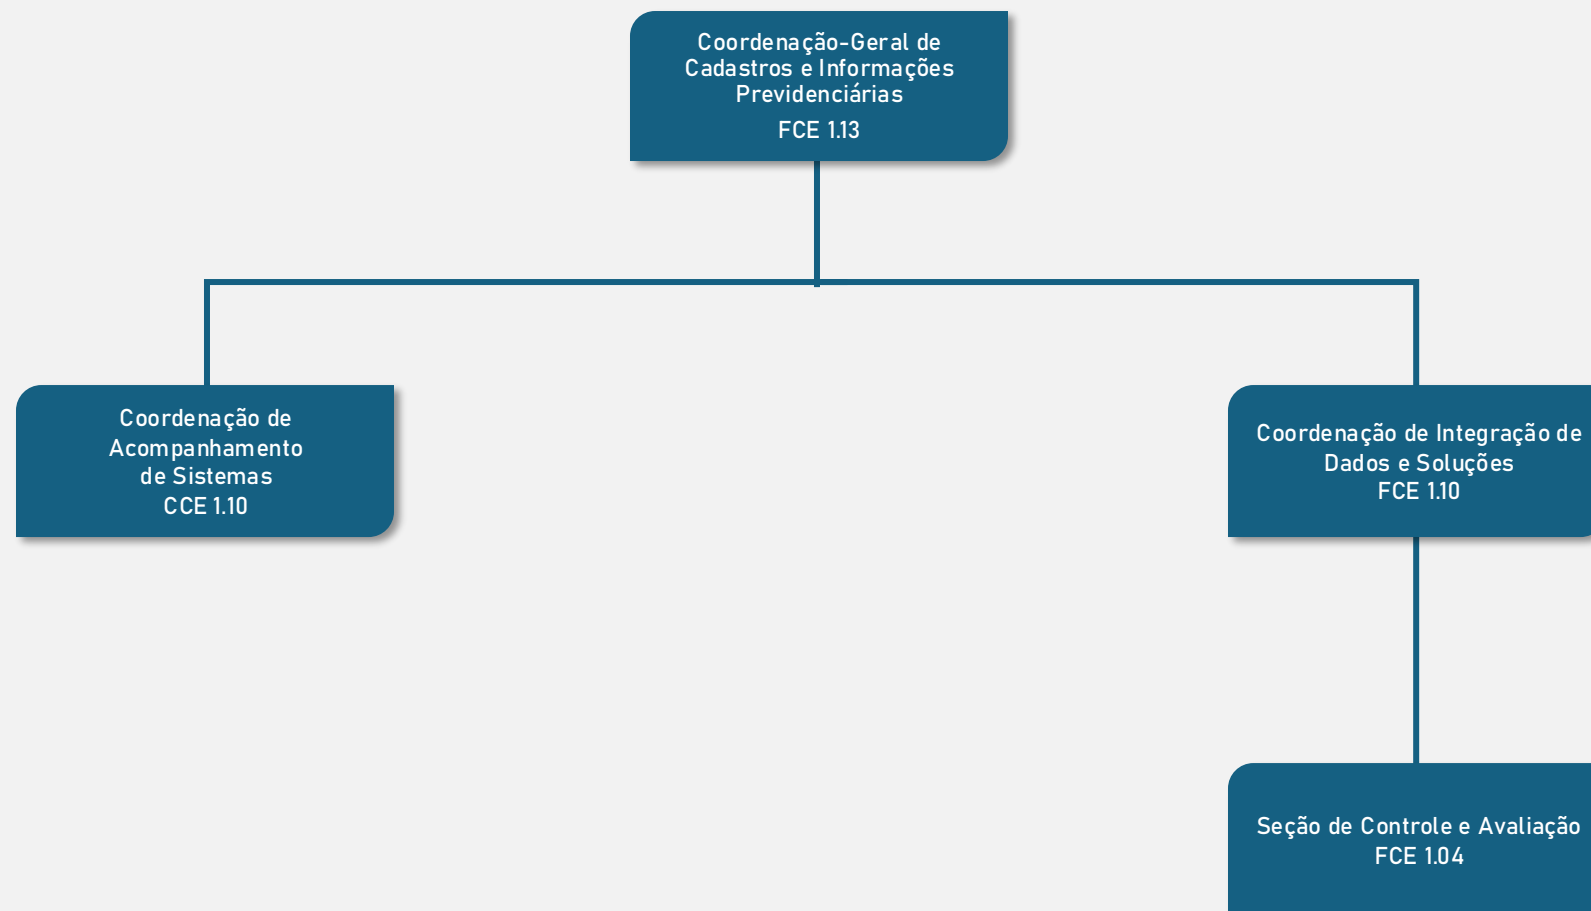 Coordenação-Geral de
Cadastros e Informações
Previdenciárias
FCE 1.13
Coordenação de
Acompanhamento
de Sistemas
CCE 1.10
Coordenação de Integração de
Dados e Soluções
FCE 1.10
Seção de Controle e Avaliação
FCE 1.04